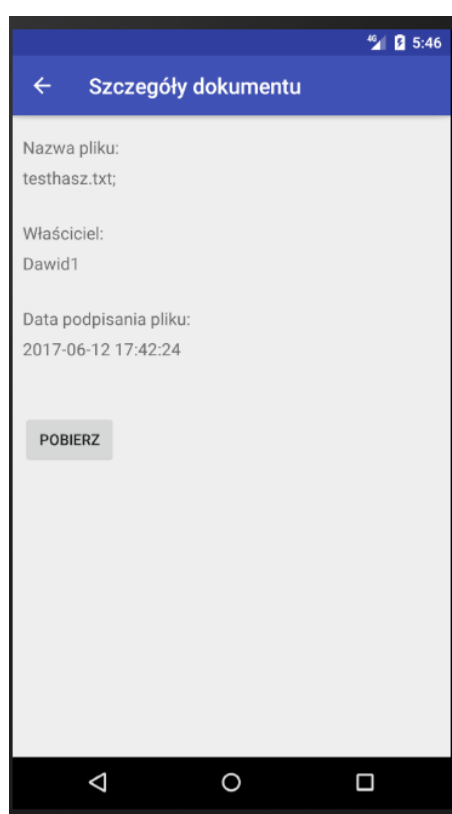 4G 5:46
Szczegóły dokumentu
Nazwa pliku:
testhasz.txt;
Właściciel:
Dawid1
Data podpisania pliku:
2017-06-12 17:42:24
POBIERZ